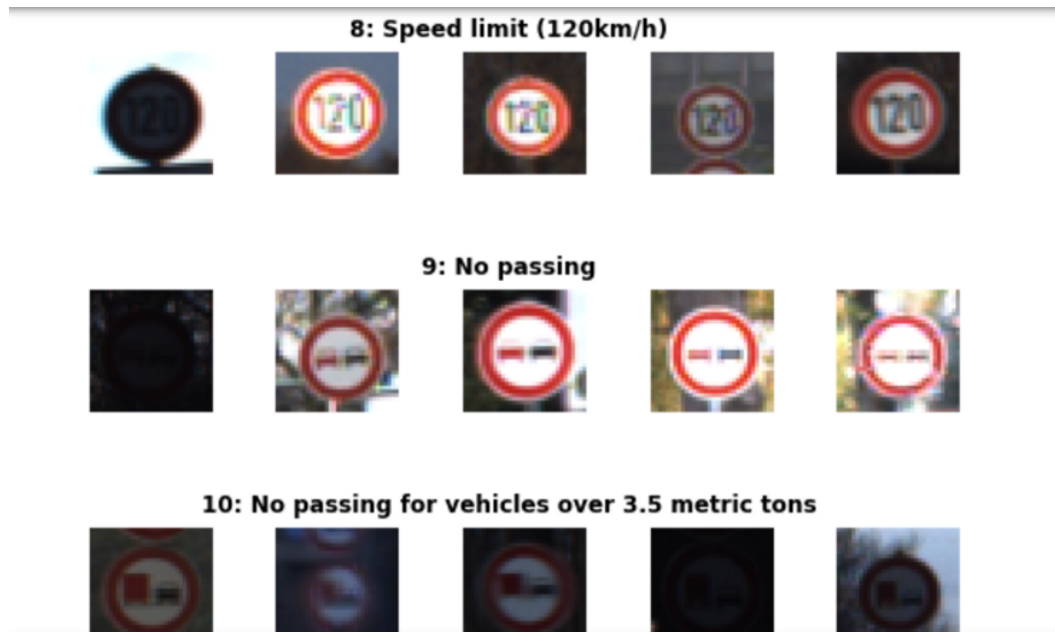 8: Speed limit (120km/h)
120 120 120 120 120
9: No passing
10: No passing for vehicles over 3.5 metric tons